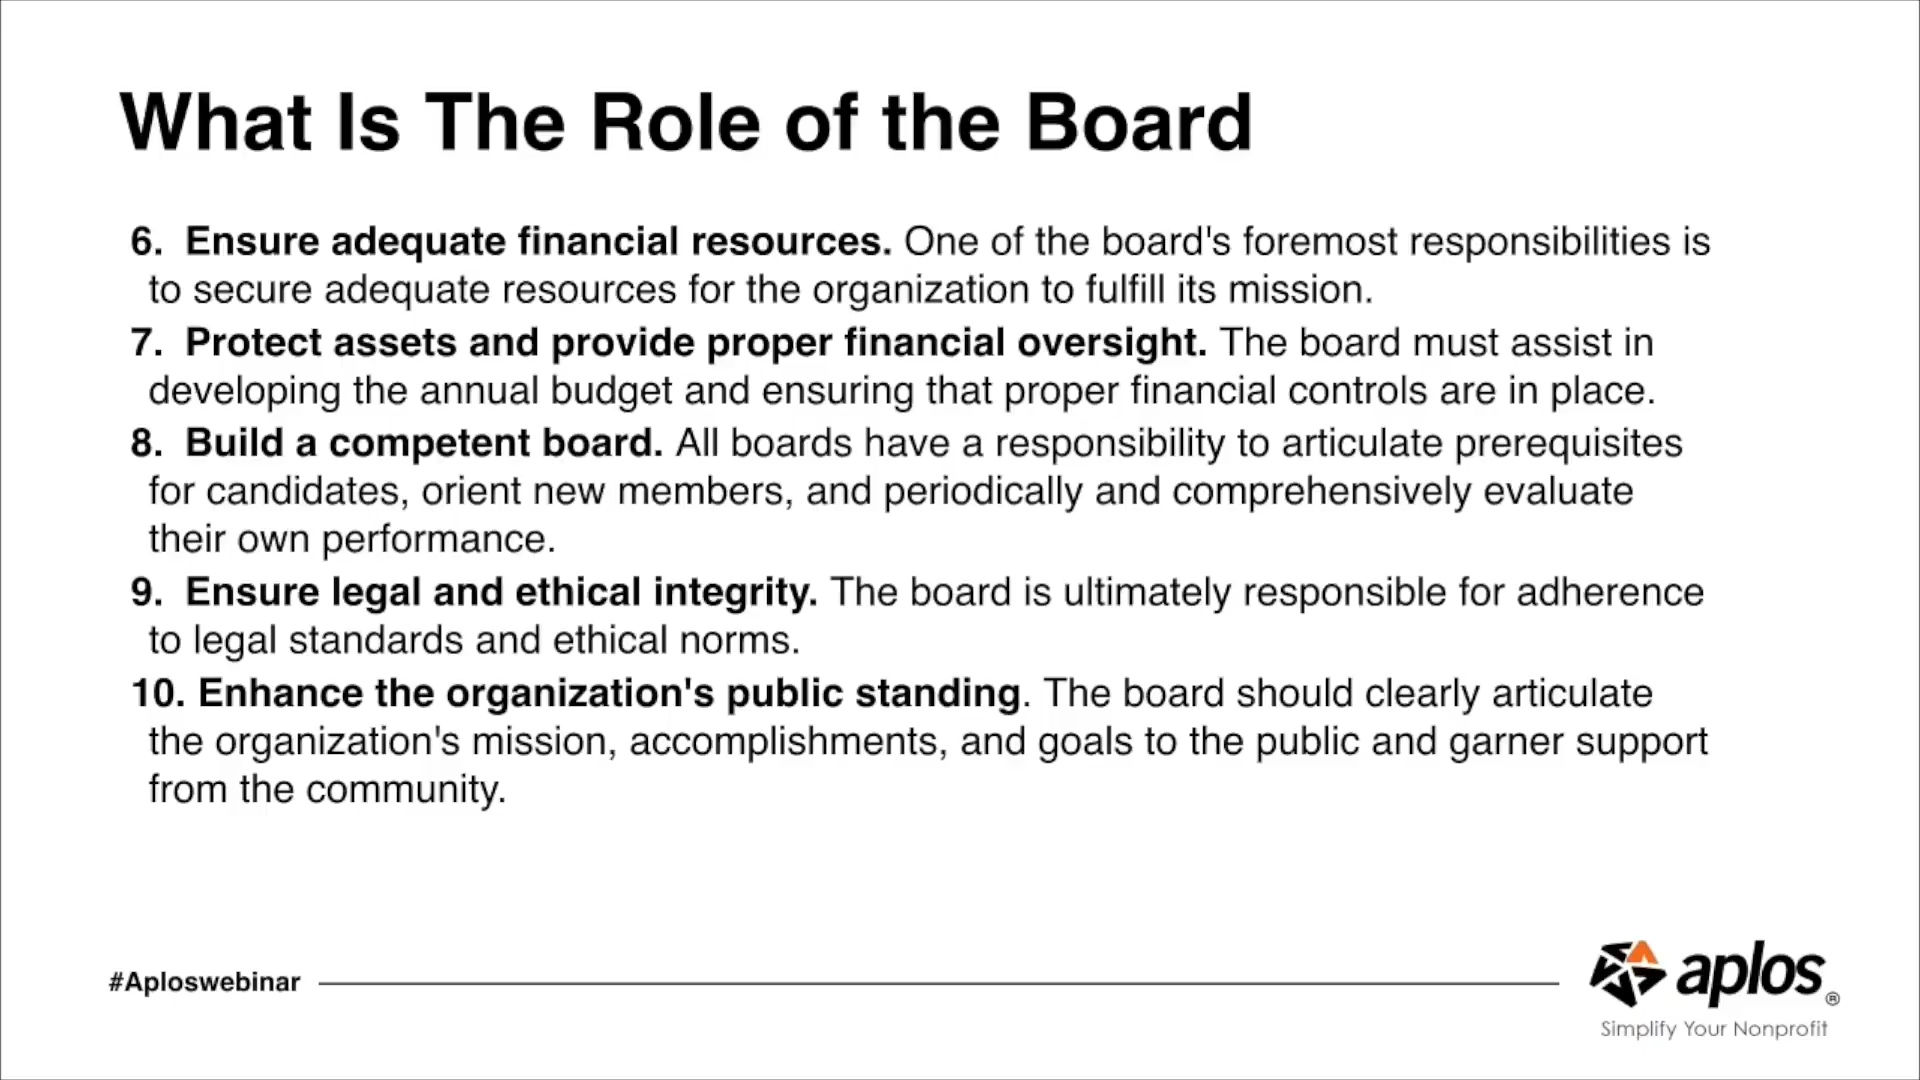 What Is The Role of the Board
6. Ensure adequate financial resources. One of the board's foremost responsibilities is
to secure adequate resources for the organization to fulfill its mission.
7. Protect assets and provide proper financial oversight. The board must assist in
developing the annual budget and ensuring that proper financial controls are in place.
8. Build a competent board. All boards have a responsibility to articulate prerequisites
for candidates, orient new members, and periodically and comprehensively evaluate
their own performance.
9. Ensure legal and ethical integrity. The board is ultimately responsible for adherence
to legal standards and ethical norms.
10. Enhance the organization's public standing. The board should clearly articulate
the organization's mission, accomplishments, and goals to the public and garner support
from the community.
#Aploswebinar
aplos®
Simplify Your Nonprofit